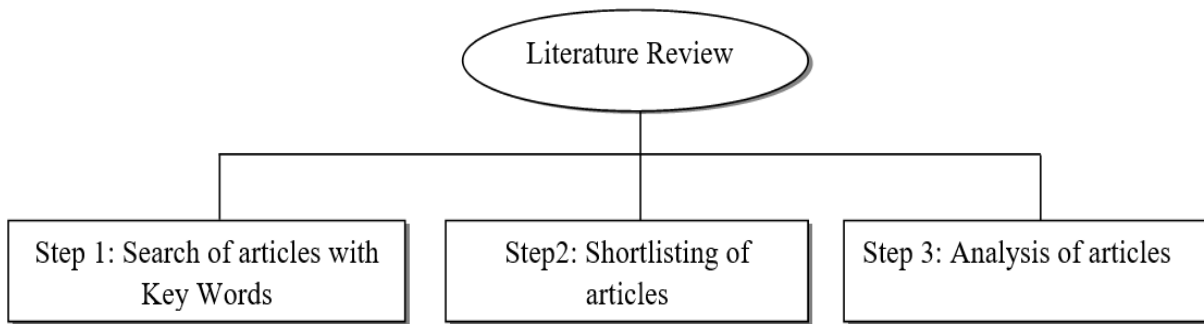 Literature Review
Step 1: Search of articles with
Key Words
Step2: Shortlisting of
articles
Step 3: Analysis of articles